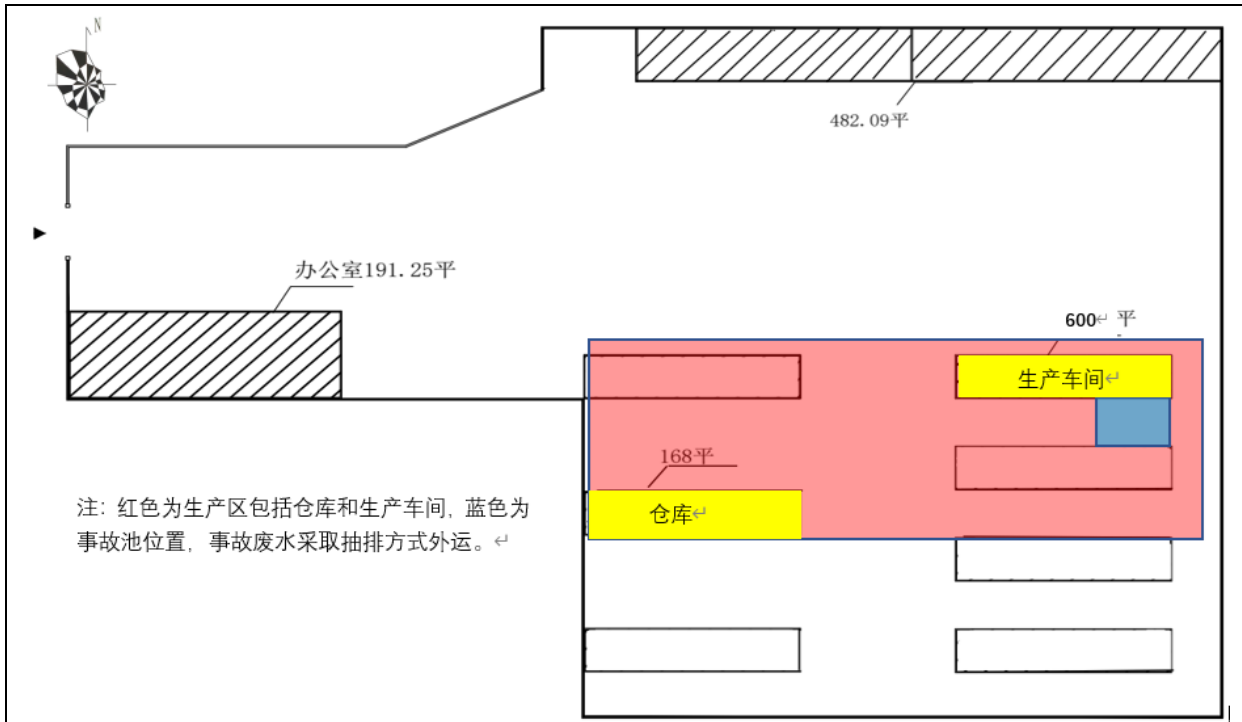 N
482.09平
办公室191.25平
600 平
生产车间
168平
仓库
注：红色为生产区包括仓库和生产车间，蓝色为
事故池位置，事故废水采取抽排方式外运。